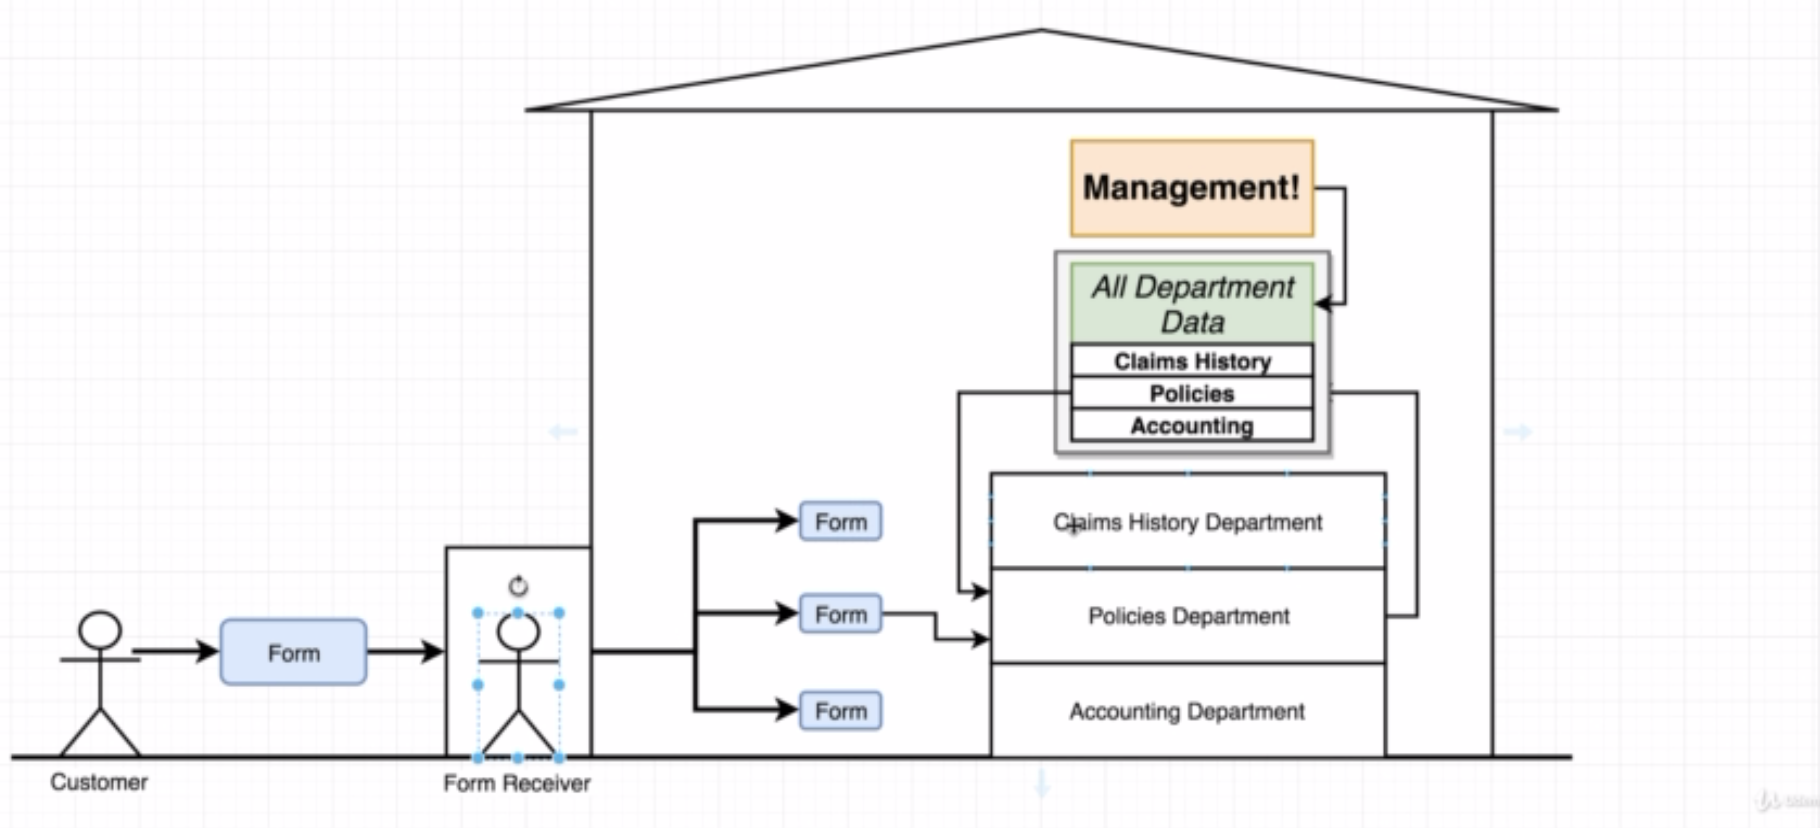 Management!
All Department
Data
Claims History
Policies
Accounting
Form
Claims History Department
Form
Policies Department
Form
Form
Accounting Department
Customer
Form Receiver